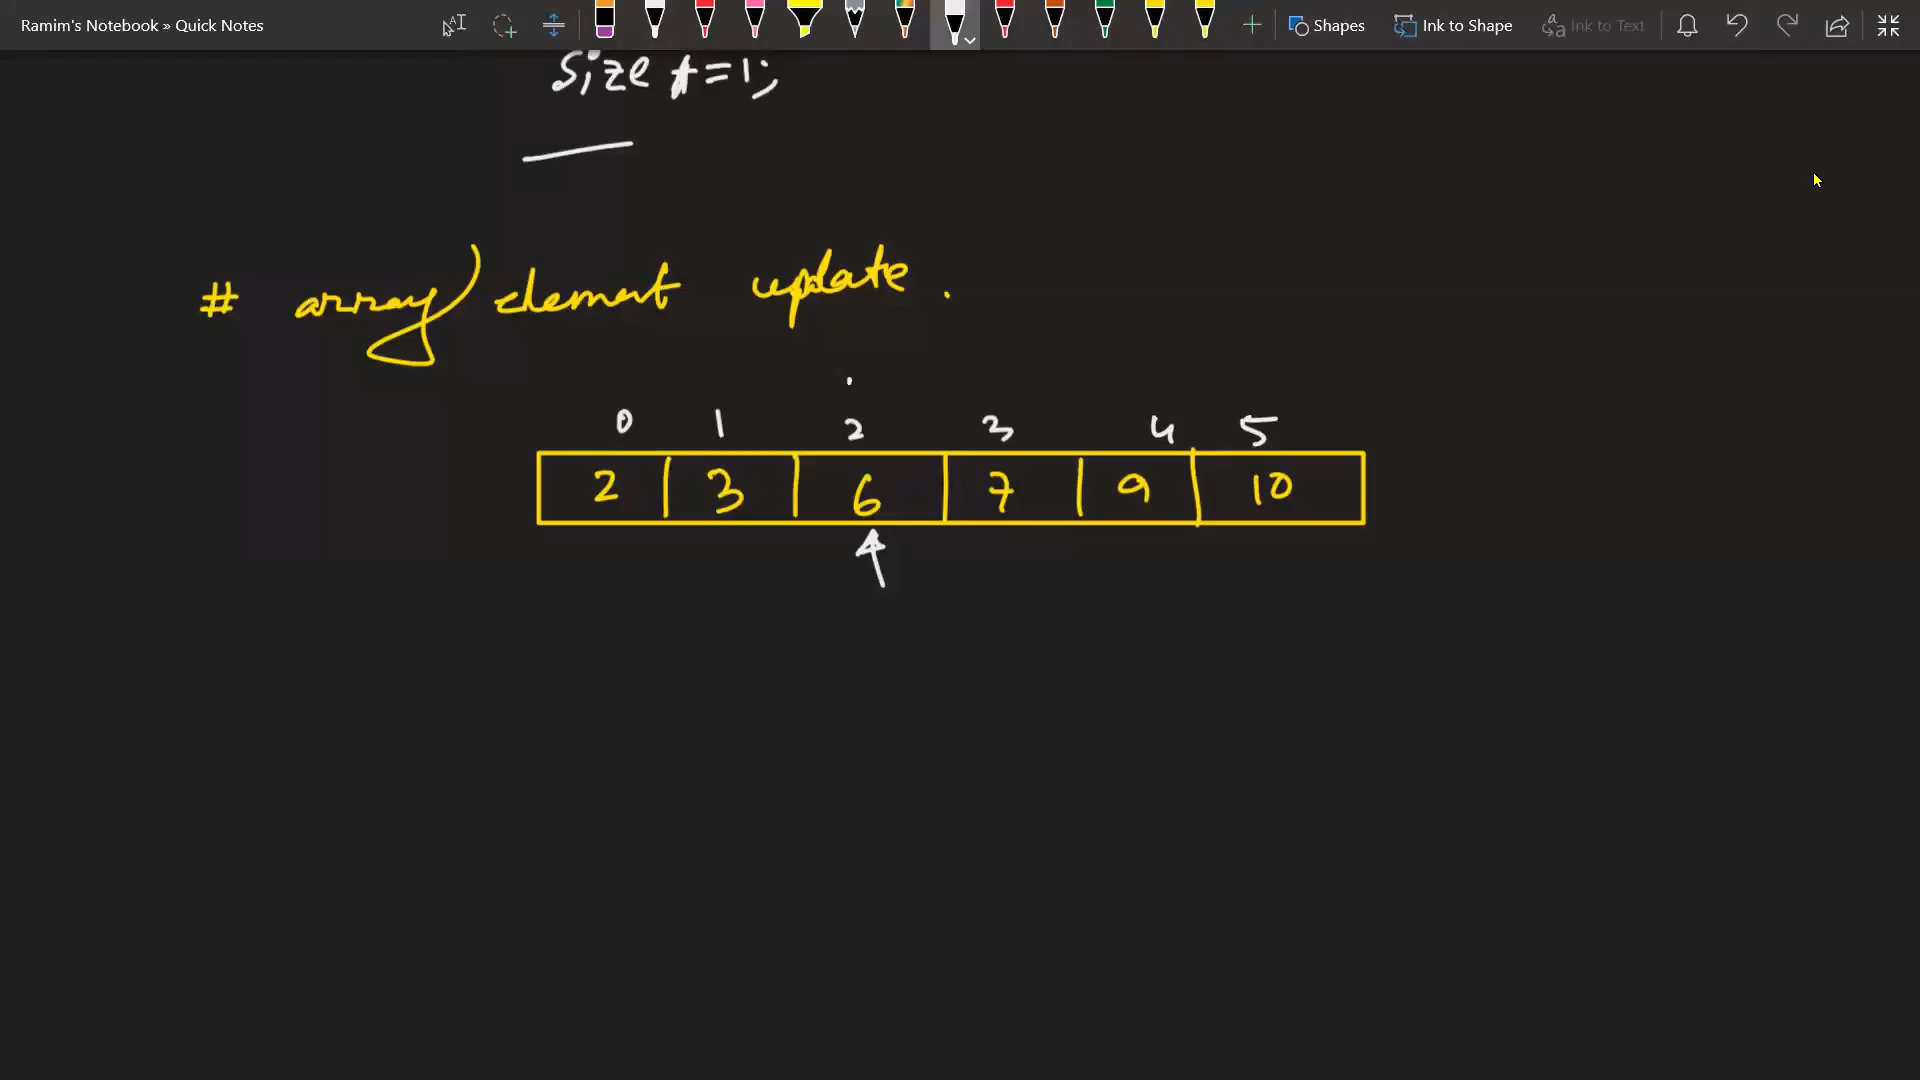 Ramim's Notebook » Quick Notes
Shapes
Ink to Shape
Ink to Text
Size += 1;
# array element update.
0 1 2 3 4 5
2 3 6 7 9 10